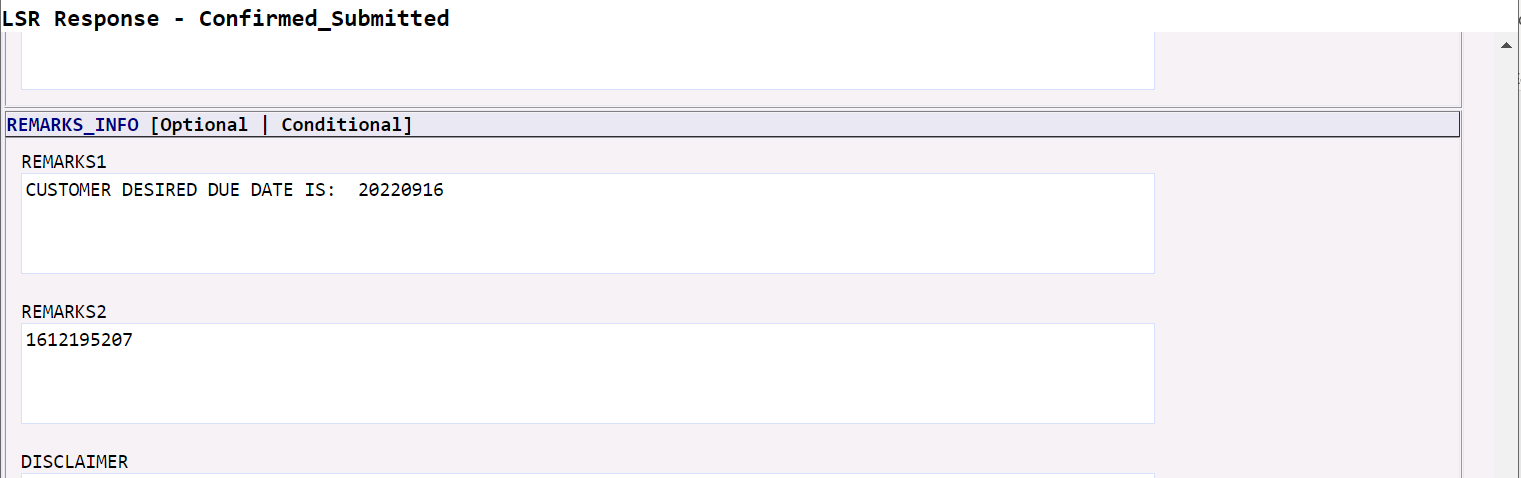 LSR Response - Confirmed_Submitted
REMARKS_INFO [Optional | Conditional]
REMARKS1
CUSTOMER DESIRED DUE DATE IS:  20220916
REMARKS2
1612195207
DISCLAIMER